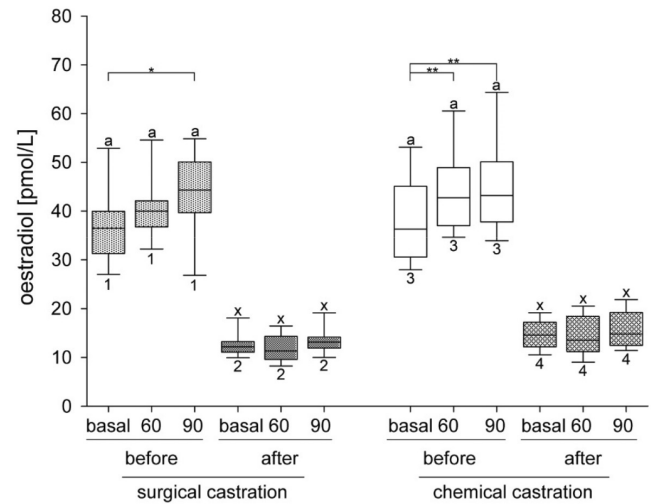 80
70
60
50
40
30
20
10
0
oestradiol [pmol/L]
*
** **
a a a
1 1 1
x x x
2 2 2
a a a
3 3 3
x x x
4 4 4
basal 60 90 basal 60 90 basal 60 90 basal 60 90
before after before after
surgical castration chemical castration